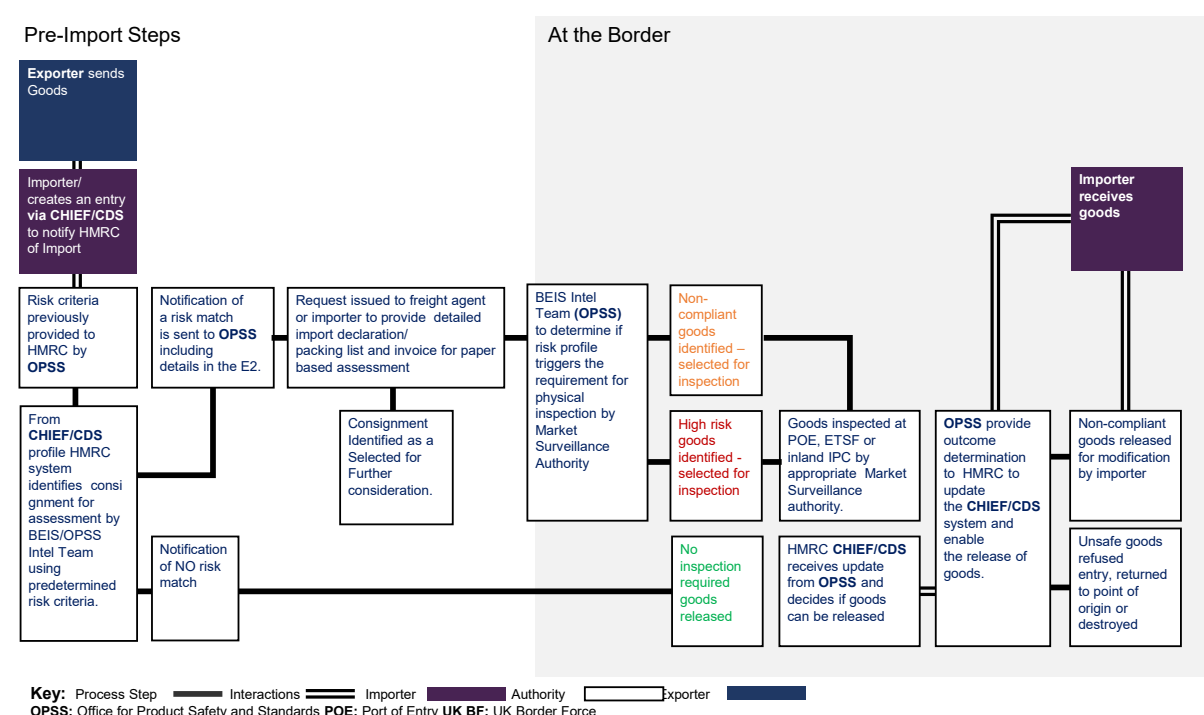 Pre-Import Steps
At the Border
Exporter sends
Goods
Importer/
creates an entry
via CHIEF/CDS
to notify HMRC
of Import
Importer
receives
goods
Risk criteria
previously
provided to
HMRC by
OPSS
Notification of
a risk match
is sent to OPSS
including
details in the E2.
Request issued to freight agent
or importer to provide detailed
import declaration/
packing list and invoice for paper
based assessment
BEIS Intel
Team (OPSS)
to determine if
risk profile
triggers the
requirement for
physical
inspection by
Market
Surveillance
Authority
Non-
compliant
goods
identified –
selected for
inspection
From
CHIEF/CDS
profile HMRC
system
identifies consi
gnment for
assessment by
BEIS/OPSS
Intel Team
using
predetermined
risk criteria.
Consignment
Identified as a
Selected for
Further
consideration.
High risk
goods
identified -
selected for
inspection
Goods inspected at
POE, ETSF or
inland IPC by
appropriate Market
Surveillance
authority.
OPSS provide
outcome
determination
to HMRC to
update
the CHIEF/CDS
system and
enable
the release of
goods.
Non-compliant
goods released
for modification
by importer
Notification
of NO risk
match
No
inspection
required
goods
released
HMRC CHIEF/CDS
receives update
from OPSS and
decides if goods
can be released
Unsafe goods
refused
entry, returned
to point of
origin or
destroyed
Key: Process Step Interactions Importer Authority Exporter
OPSS: Office for Product Safety and Standards POE: Port of Entry UK BF: UK Border Force